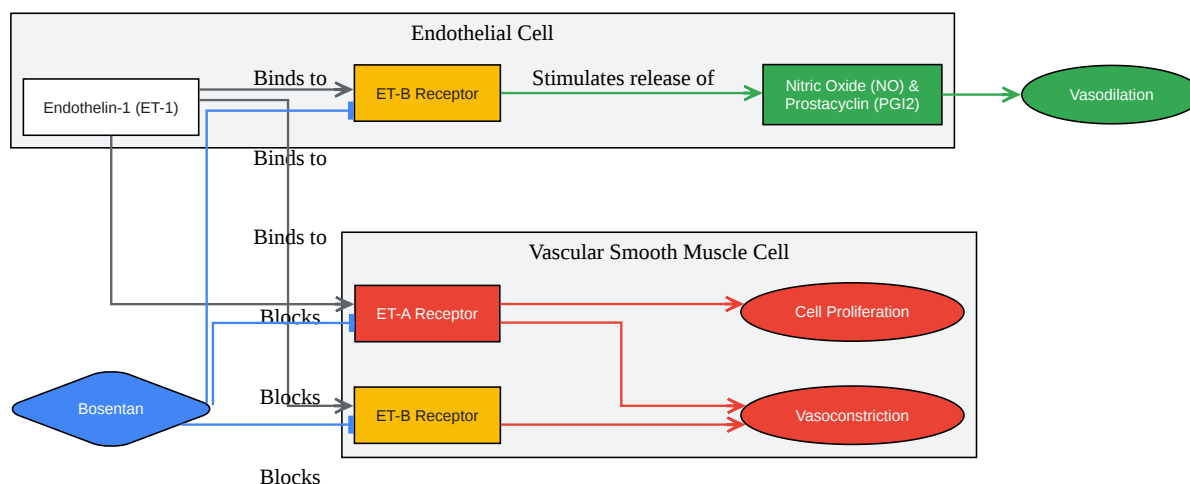 Endothelial Cell
Binds to
Stimulates release of
Endothelin-1 (ET-1)
ET-B Receptor
Nitric Oxide (NO) &
Prostacyclin (PGI2)
Vasodilation
Binds to
Binds to
Vascular Smooth Muscle Cell
Blocks
ET-A Receptor
Cell Proliferation
Blocks
Bosentan
ET-B Receptor
Vasoconstriction
Blocks